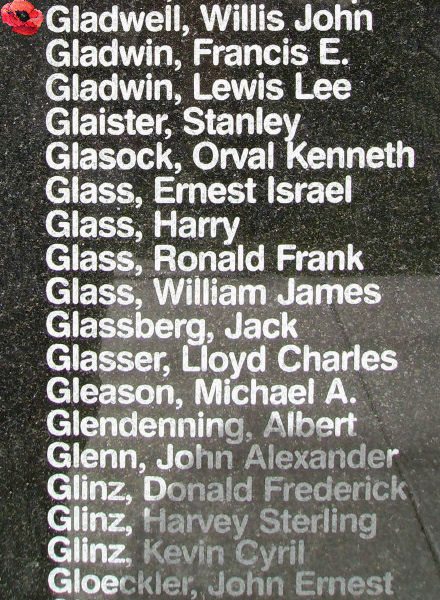 Gladwell, Willis John
Gladwin, Francis E.
Gladwin, Lewis Lee
Glaister, Stanley
Glasock, Orval Kenneth
Glass, Ernest Israel
Glass, Harry
Glass, Ronald Frank
Glass, William James
Glassberg, Jack
Glasser, Lloyd Charles
Gleason, Michael A.
Glendenning, Albert
Glenn, John Alexander
Glinz, Donald Frederick
Glinz, Harvey Sterling
Glinz, Kevin Cyril
Gloeckler, John Ernest